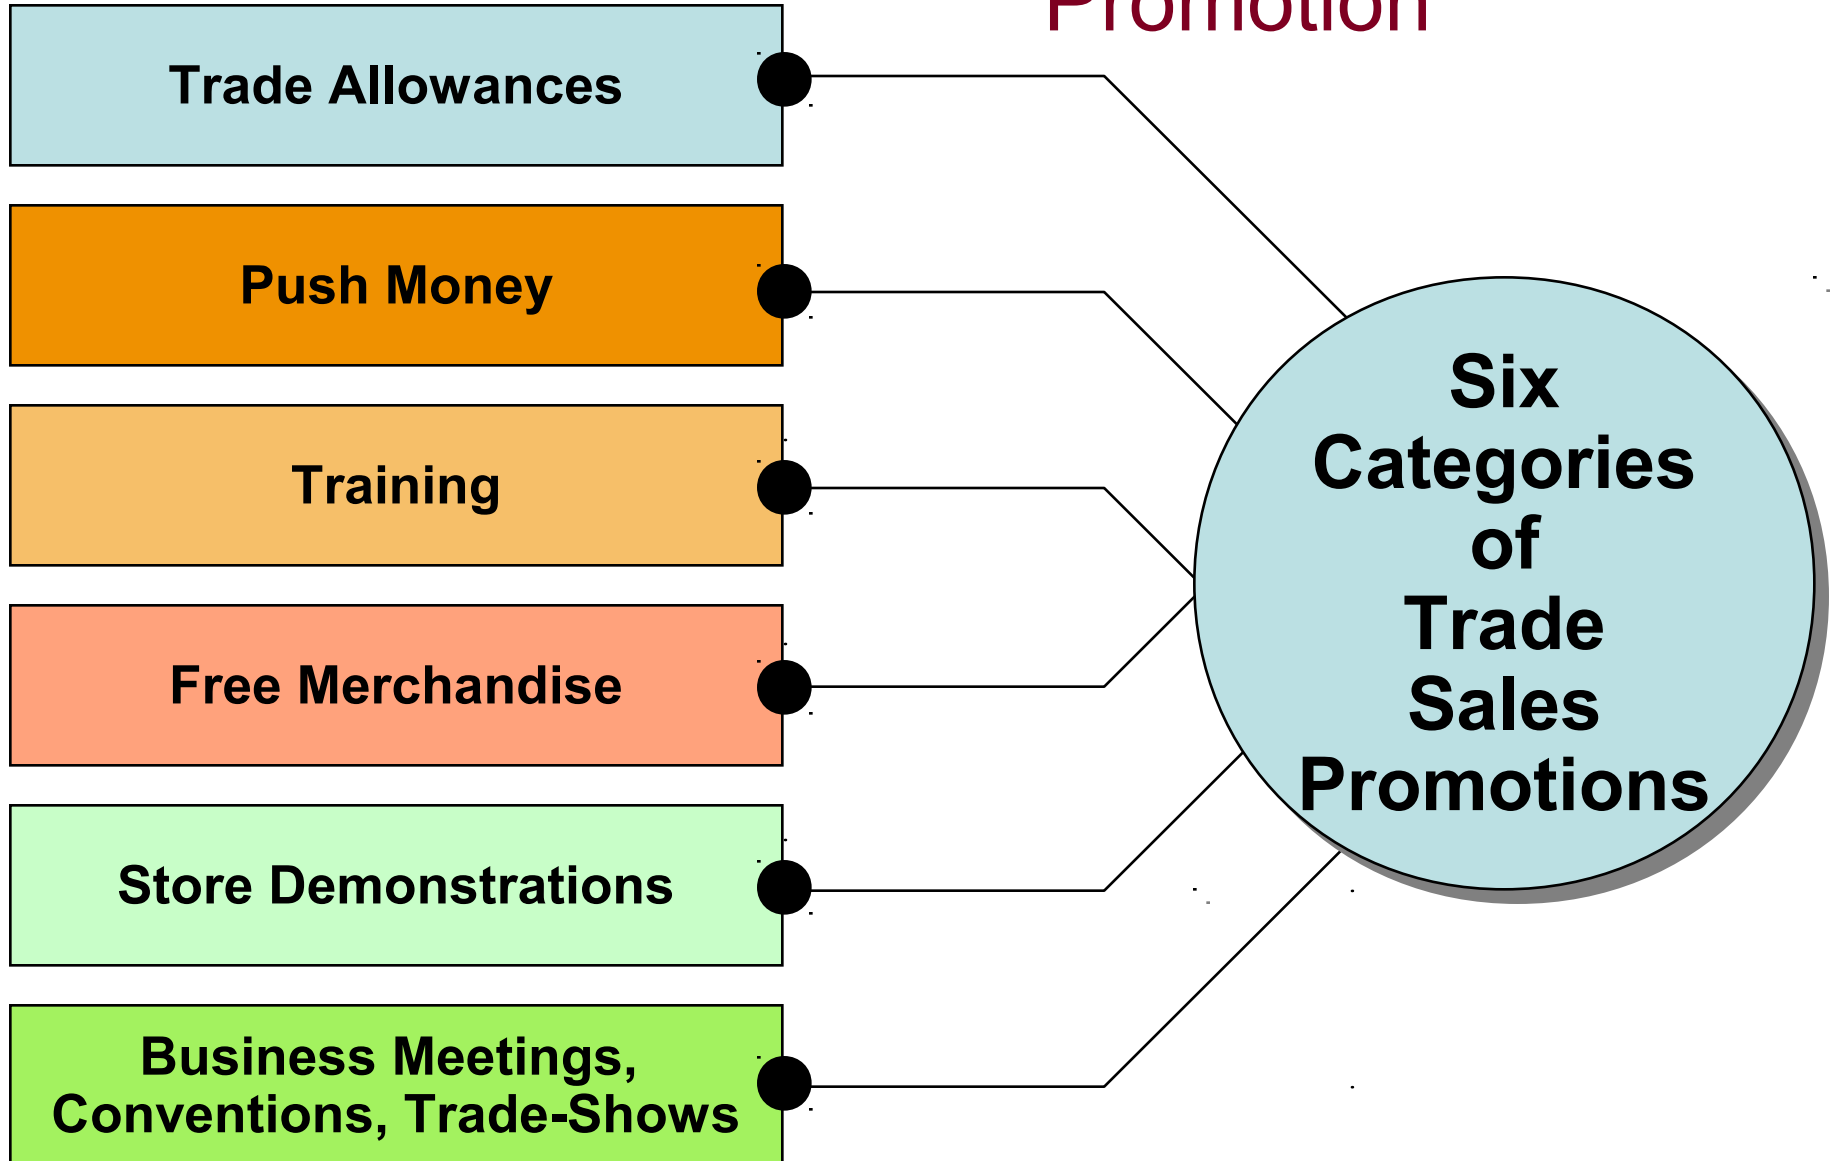 Promotion
Trade Allowances
Push Money
Training
Free Merchandise
Store Demonstrations
Business Meetings,
Conventions, Trade-Shows
Six
Categories
of
Trade
Sales
Promotions